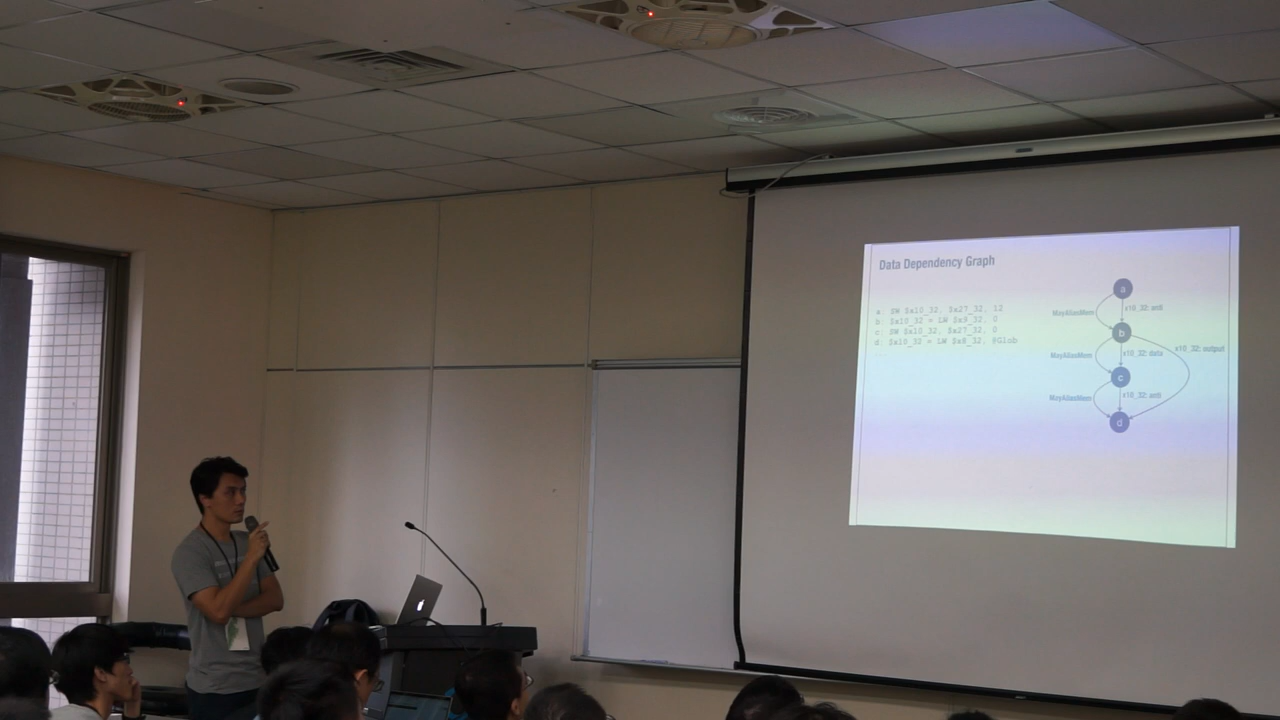 Data Dependency Graph
a: SW $x10_32, $x27_32, 12
b: $x10_32 = LW $x9_32, 0
c: SW $x10_32, $x27_32, 0
d: $x10_32 = LW $x8_32, @Glob
a
MayAliasMem
x10_32: anti
b
MayAliasMem
x10_32: data
x10_32: output
c
MayAliasMem
x10_32: anti
d